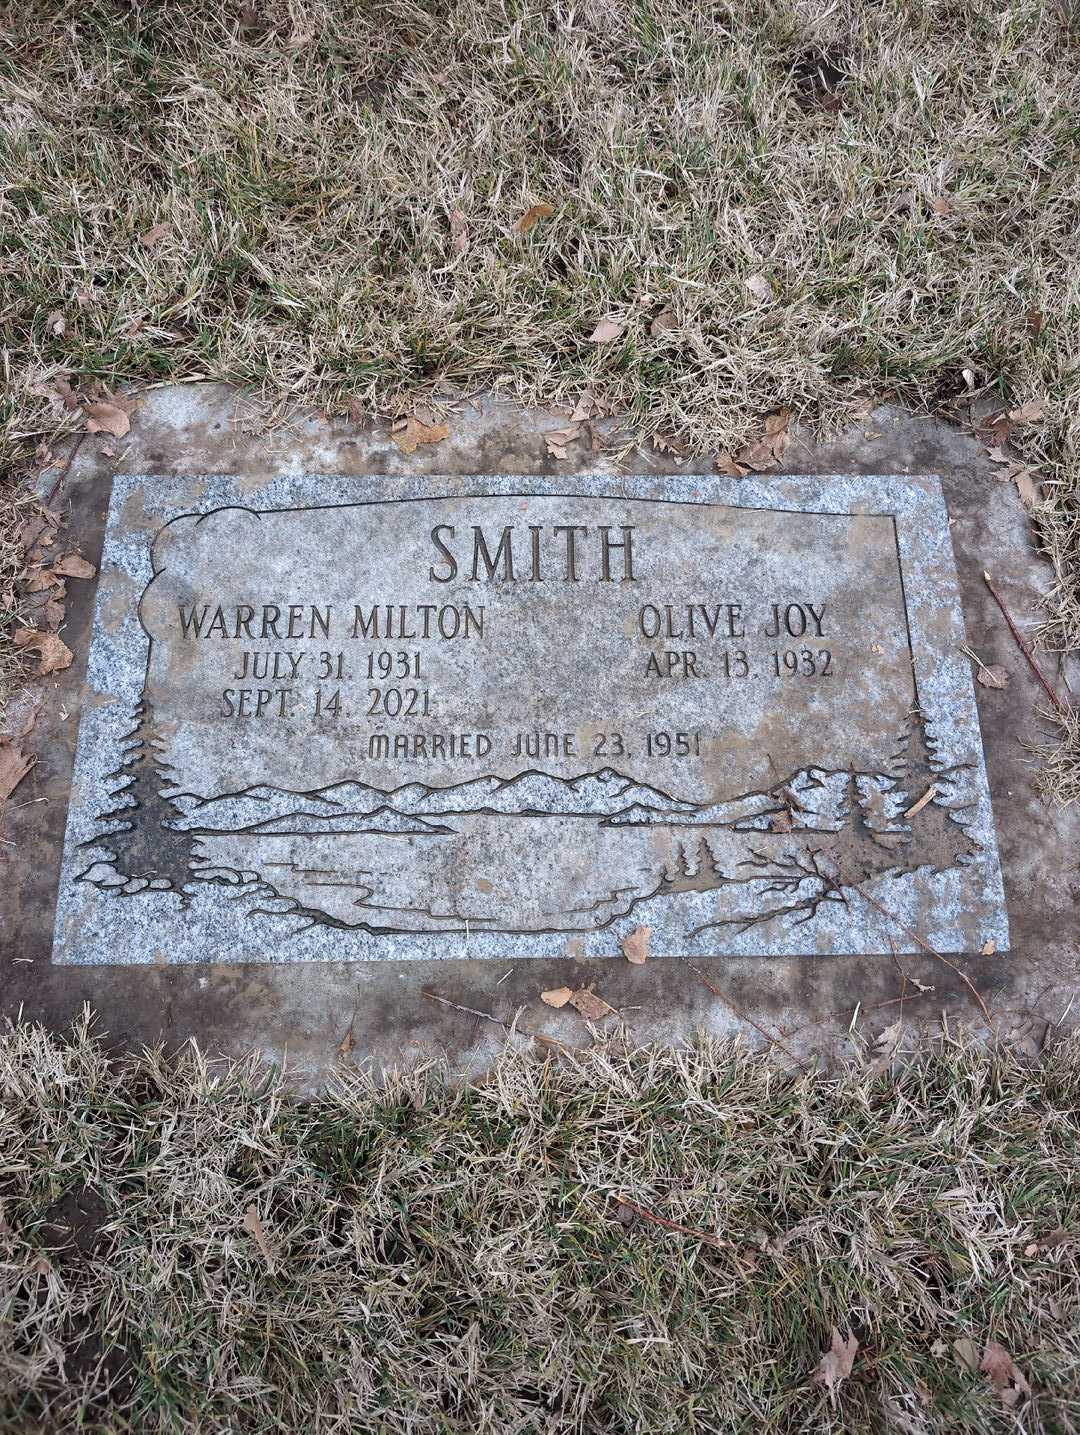 SMITH
WARREN MILTON OLIVE JOY
JULY 31, 1931 APR. 13, 1932
SEPT. 14, 2021
MARRIED JUNE 23, 1951